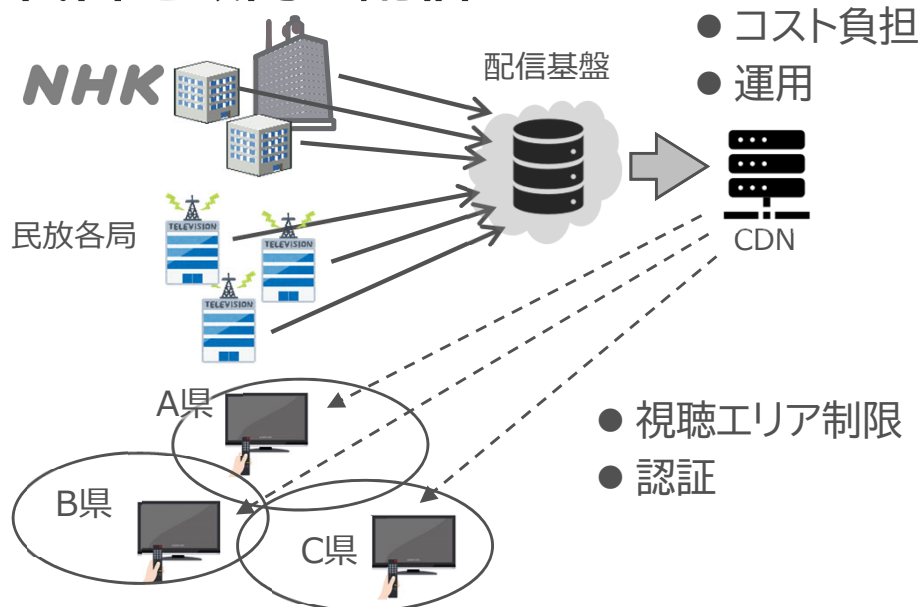 ● コスト負担
● 運用
NHK
配信基盤
民放各局
TELEVISION
TELEVISION
TELEVISION
CDN
A県
B県
C県
● 視聴エリア制限
● 認証